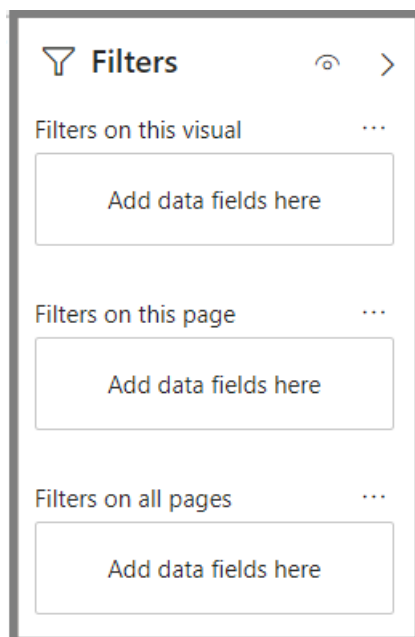 Filters
Filters on this visual
Add data fields here
Filters on this page
Add data fields here
Filters on all pages
Add data fields here